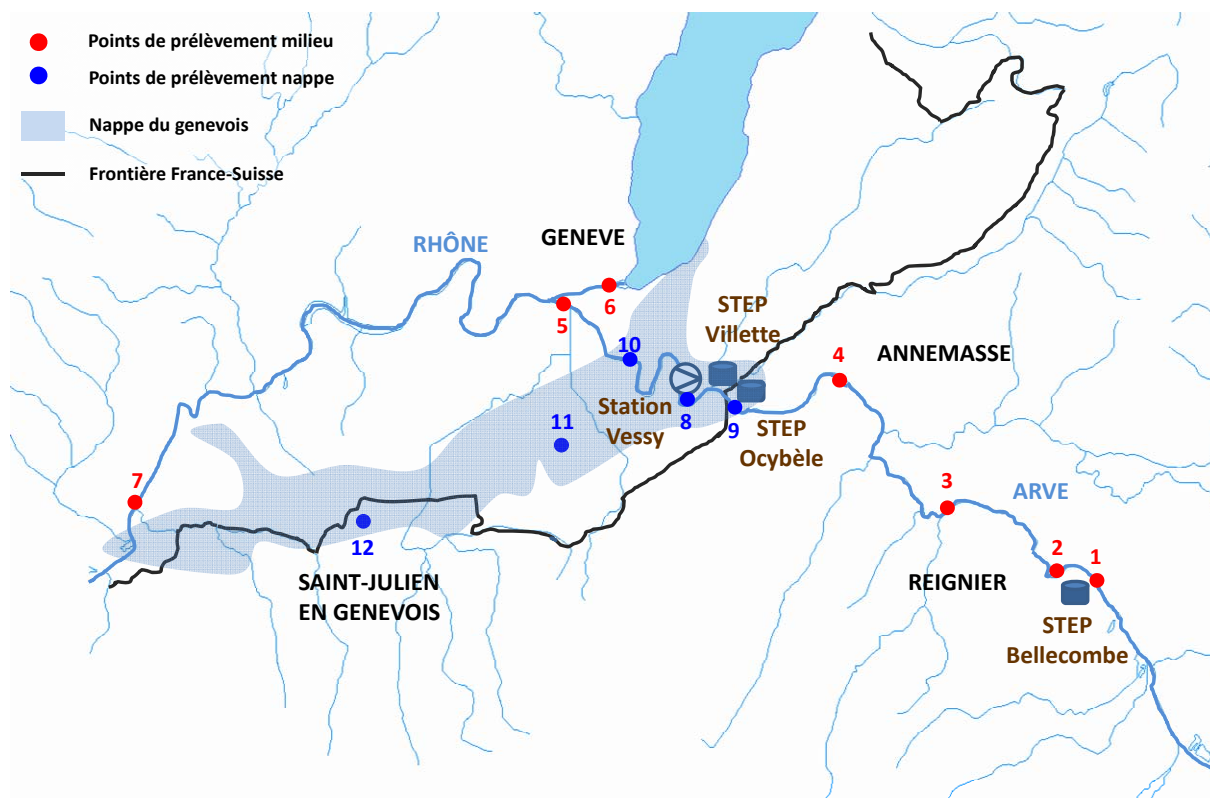 Points de prélèvement milieu
Points de prélèvement nappe
Nappe du genevois
Frontière France-Suisse
RHÔNE
GENEVE
6
5
STEP
Villette
10
4
ANNEMASSE
Station
Vessy
8
9
STEP
Ocybèle
11
7
3
ARVE
12
2
1
REIGNIER
SAINT-JULIEN
EN GENEVOIS
STEP
Bellecombe